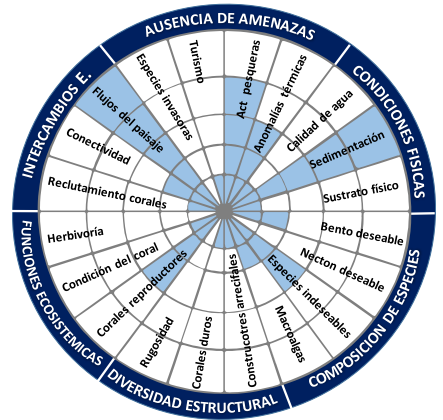 AUSENCIA DE AMENAZAS
CONDICIONES FISICAS
COMPOSICION DE ESPECIES
DIVERSIDAD ESTRUCTURAL
FUNCIONES ECOSISTEMICAS
INTERCAMBIOS E.
Act pesqueras
Anomalías térmicas
Calidad de agua
Sedimentación
Sustrato físico
Bento deseable
Necton deseable
Especies indeseables
Macroalgas
Construcotres arrecifales
Corales duros
Rugosidad
Corales reproductores
Condición del coral
Herbivoría
Reclutamiento corales
Conectividad
Flujos del paisaje
Especies invasoras
Turismo